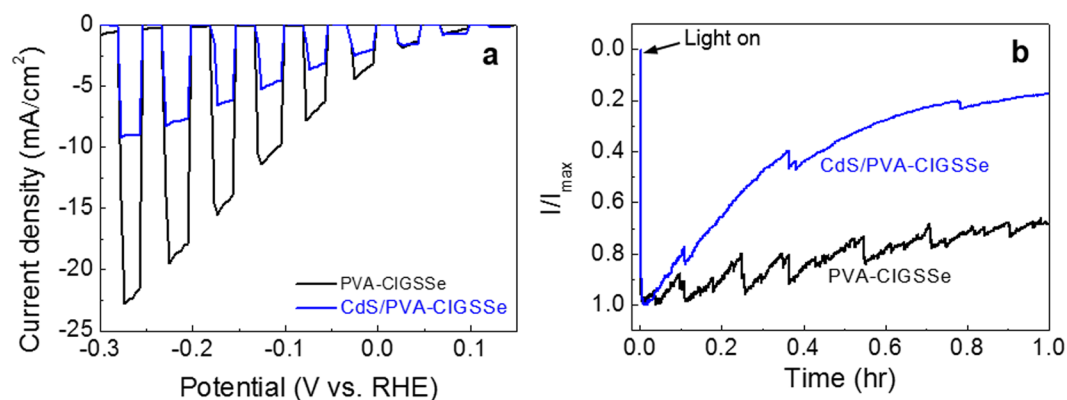 a
Current density (mA/cm²)
0
-5
-10
-15
-20
-25
-0.3
-0.2
-0.1
0.0
0.1
Potential (V vs. RHE)
PVA-CIGSSe
CdS/PVA-CIGSSe
b
Light on
I/Imax
0.0
0.2
0.4
0.6
0.8
1.0
CdS/PVA-CIGSSe
PVA-CIGSSe
0.0
0.2
0.4
0.6
0.8
1.0
Time (hr)